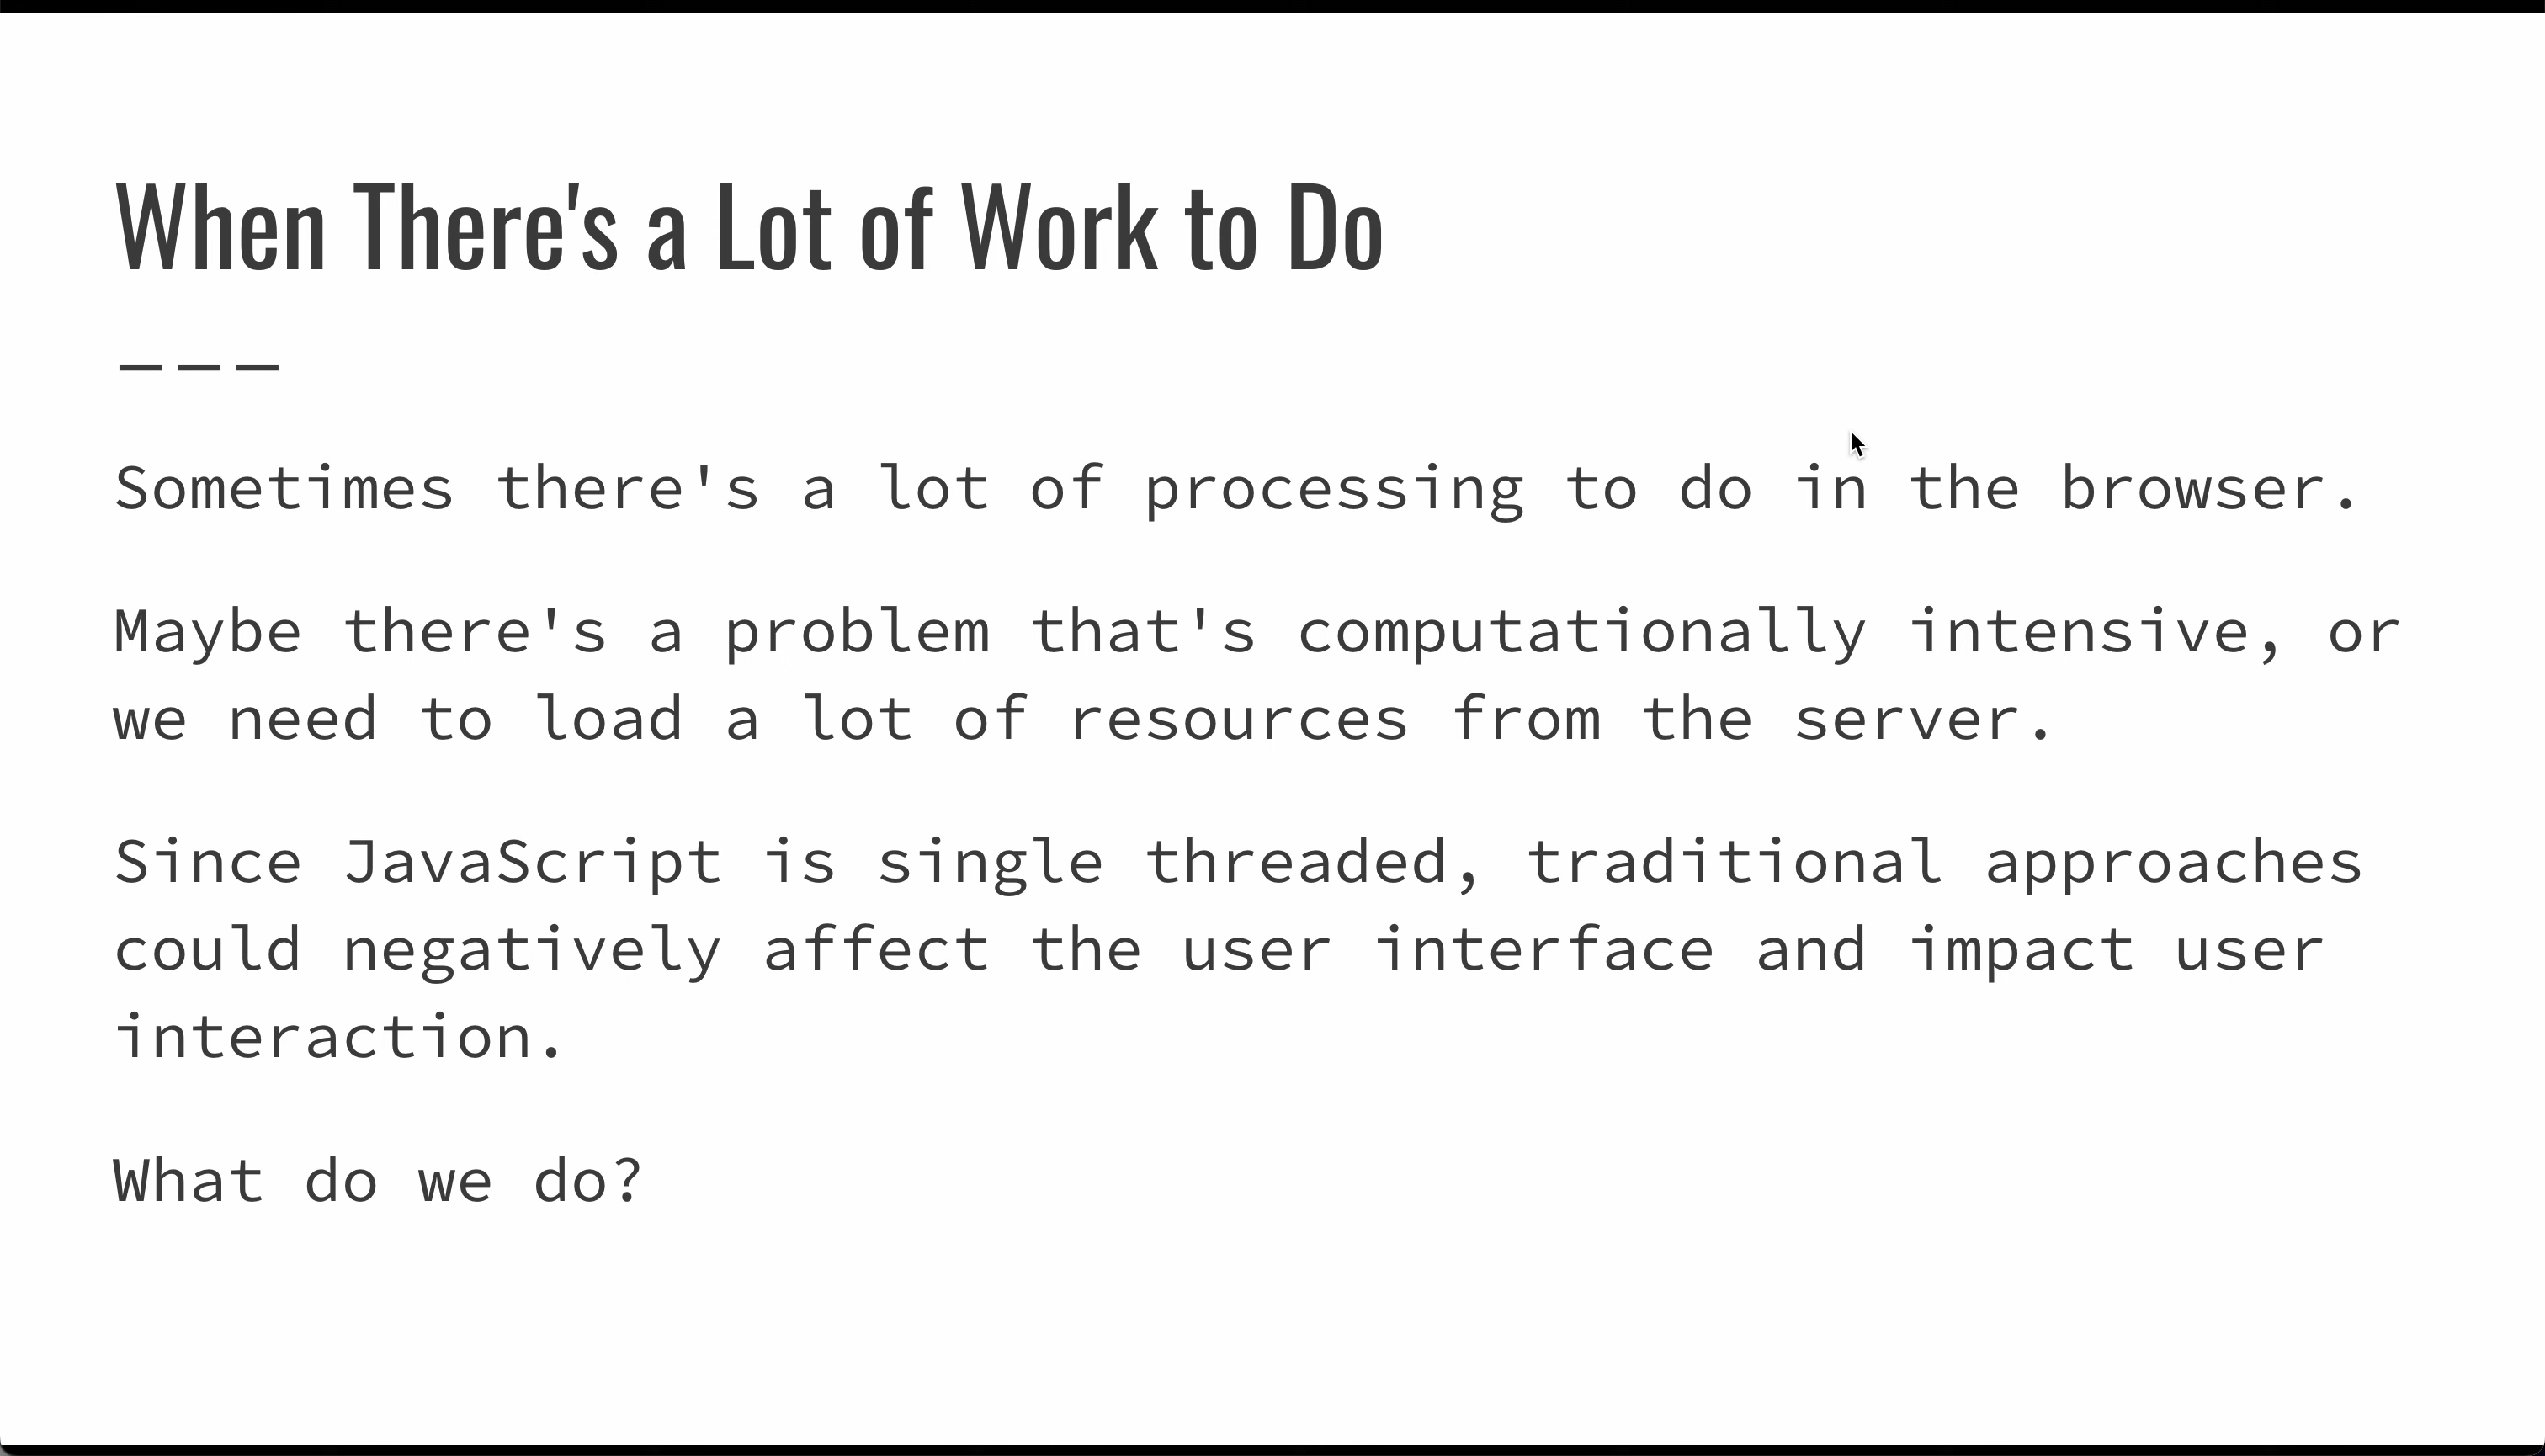 When There's a Lot of Work to Do
———
Sometimes there's a lot of processing to do in the browser.
Maybe there's a problem that's computationally intensive, or
we need to load a lot of resources from the server.
Since JavaScript is single threaded, traditional approaches
could negatively affect the user interface and impact user
interaction.
What do we do?